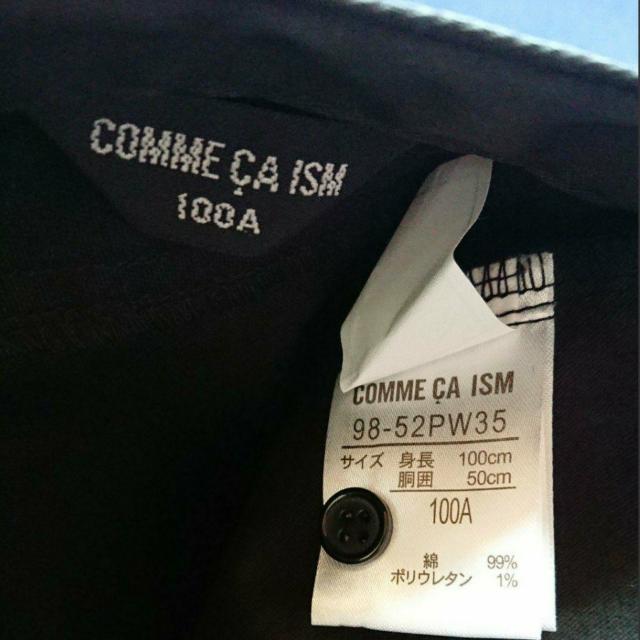 COMME ÇA ISM
100A
COMME ÇA ISM
98-52PW35
サイズ 身長 100cm
胴囲 50cm
100A
綿 99%
ポリウレタン 1%